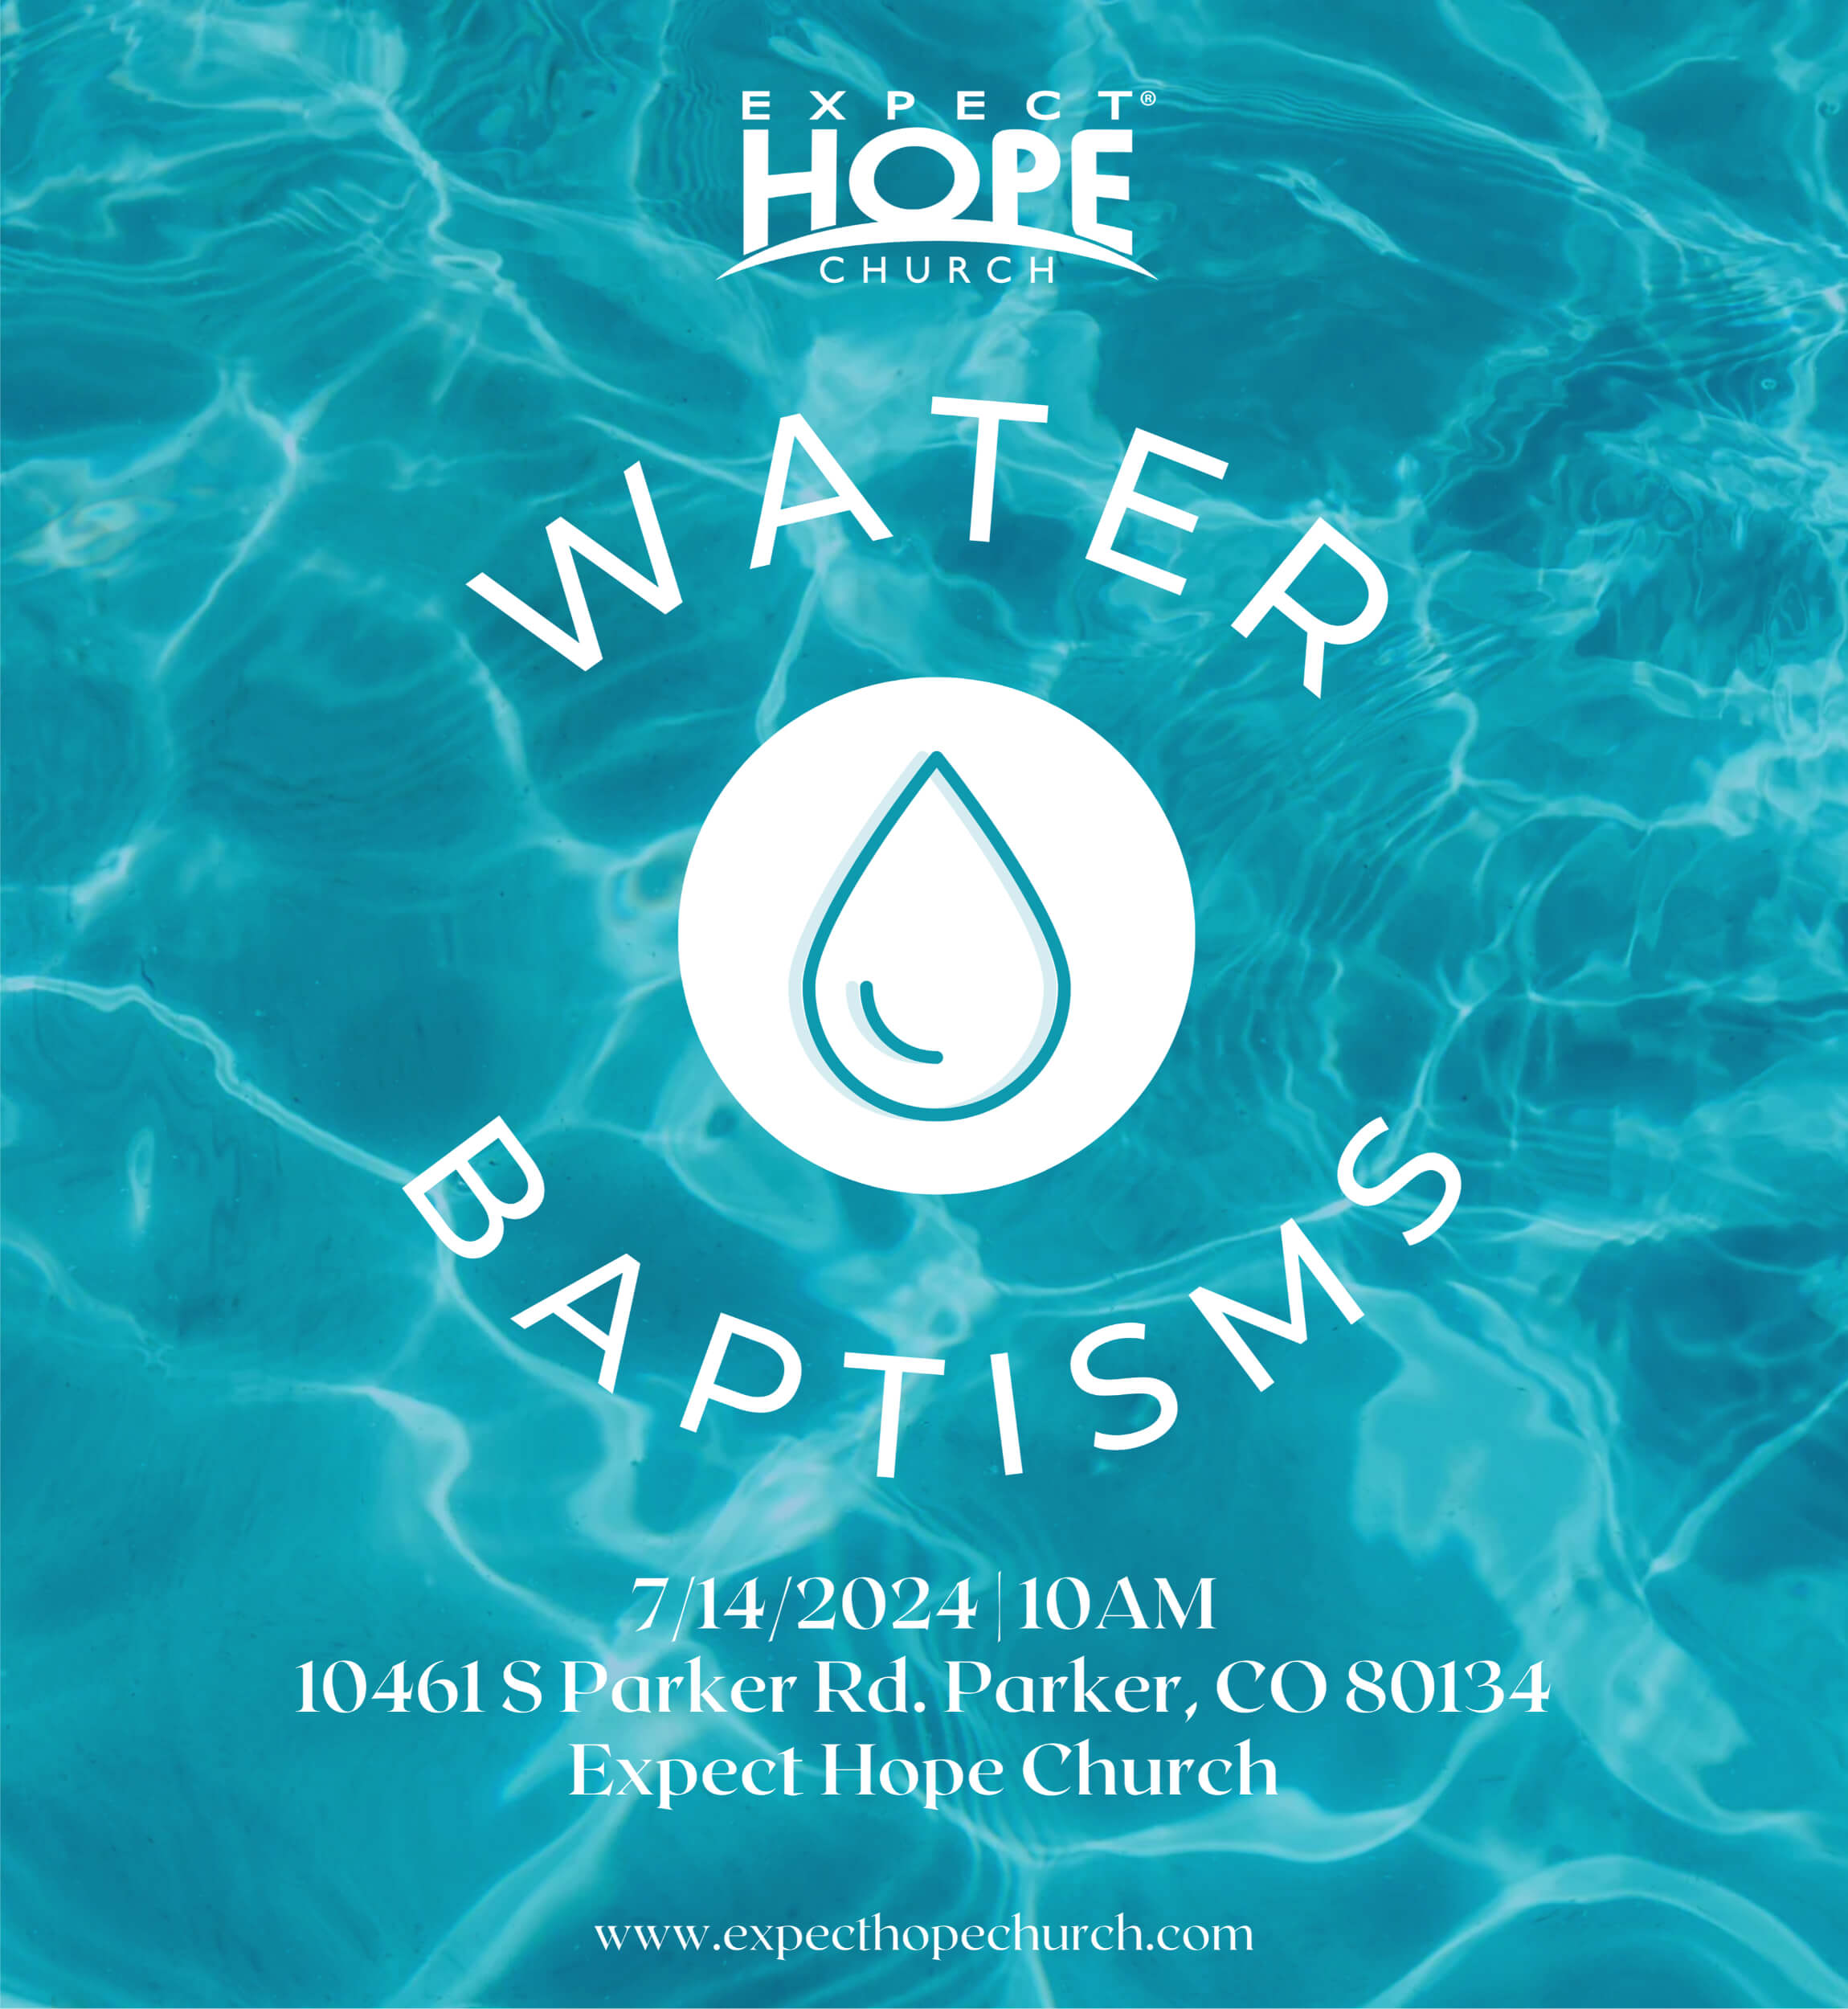 EXPECT®
HOPE
CHURCH
WATER
BAPTISMS
7/14/2024 | 10AM
10461 S Parker Rd. Parker, CO 80134
Expect Hope Church
www.expecthopechurch.com